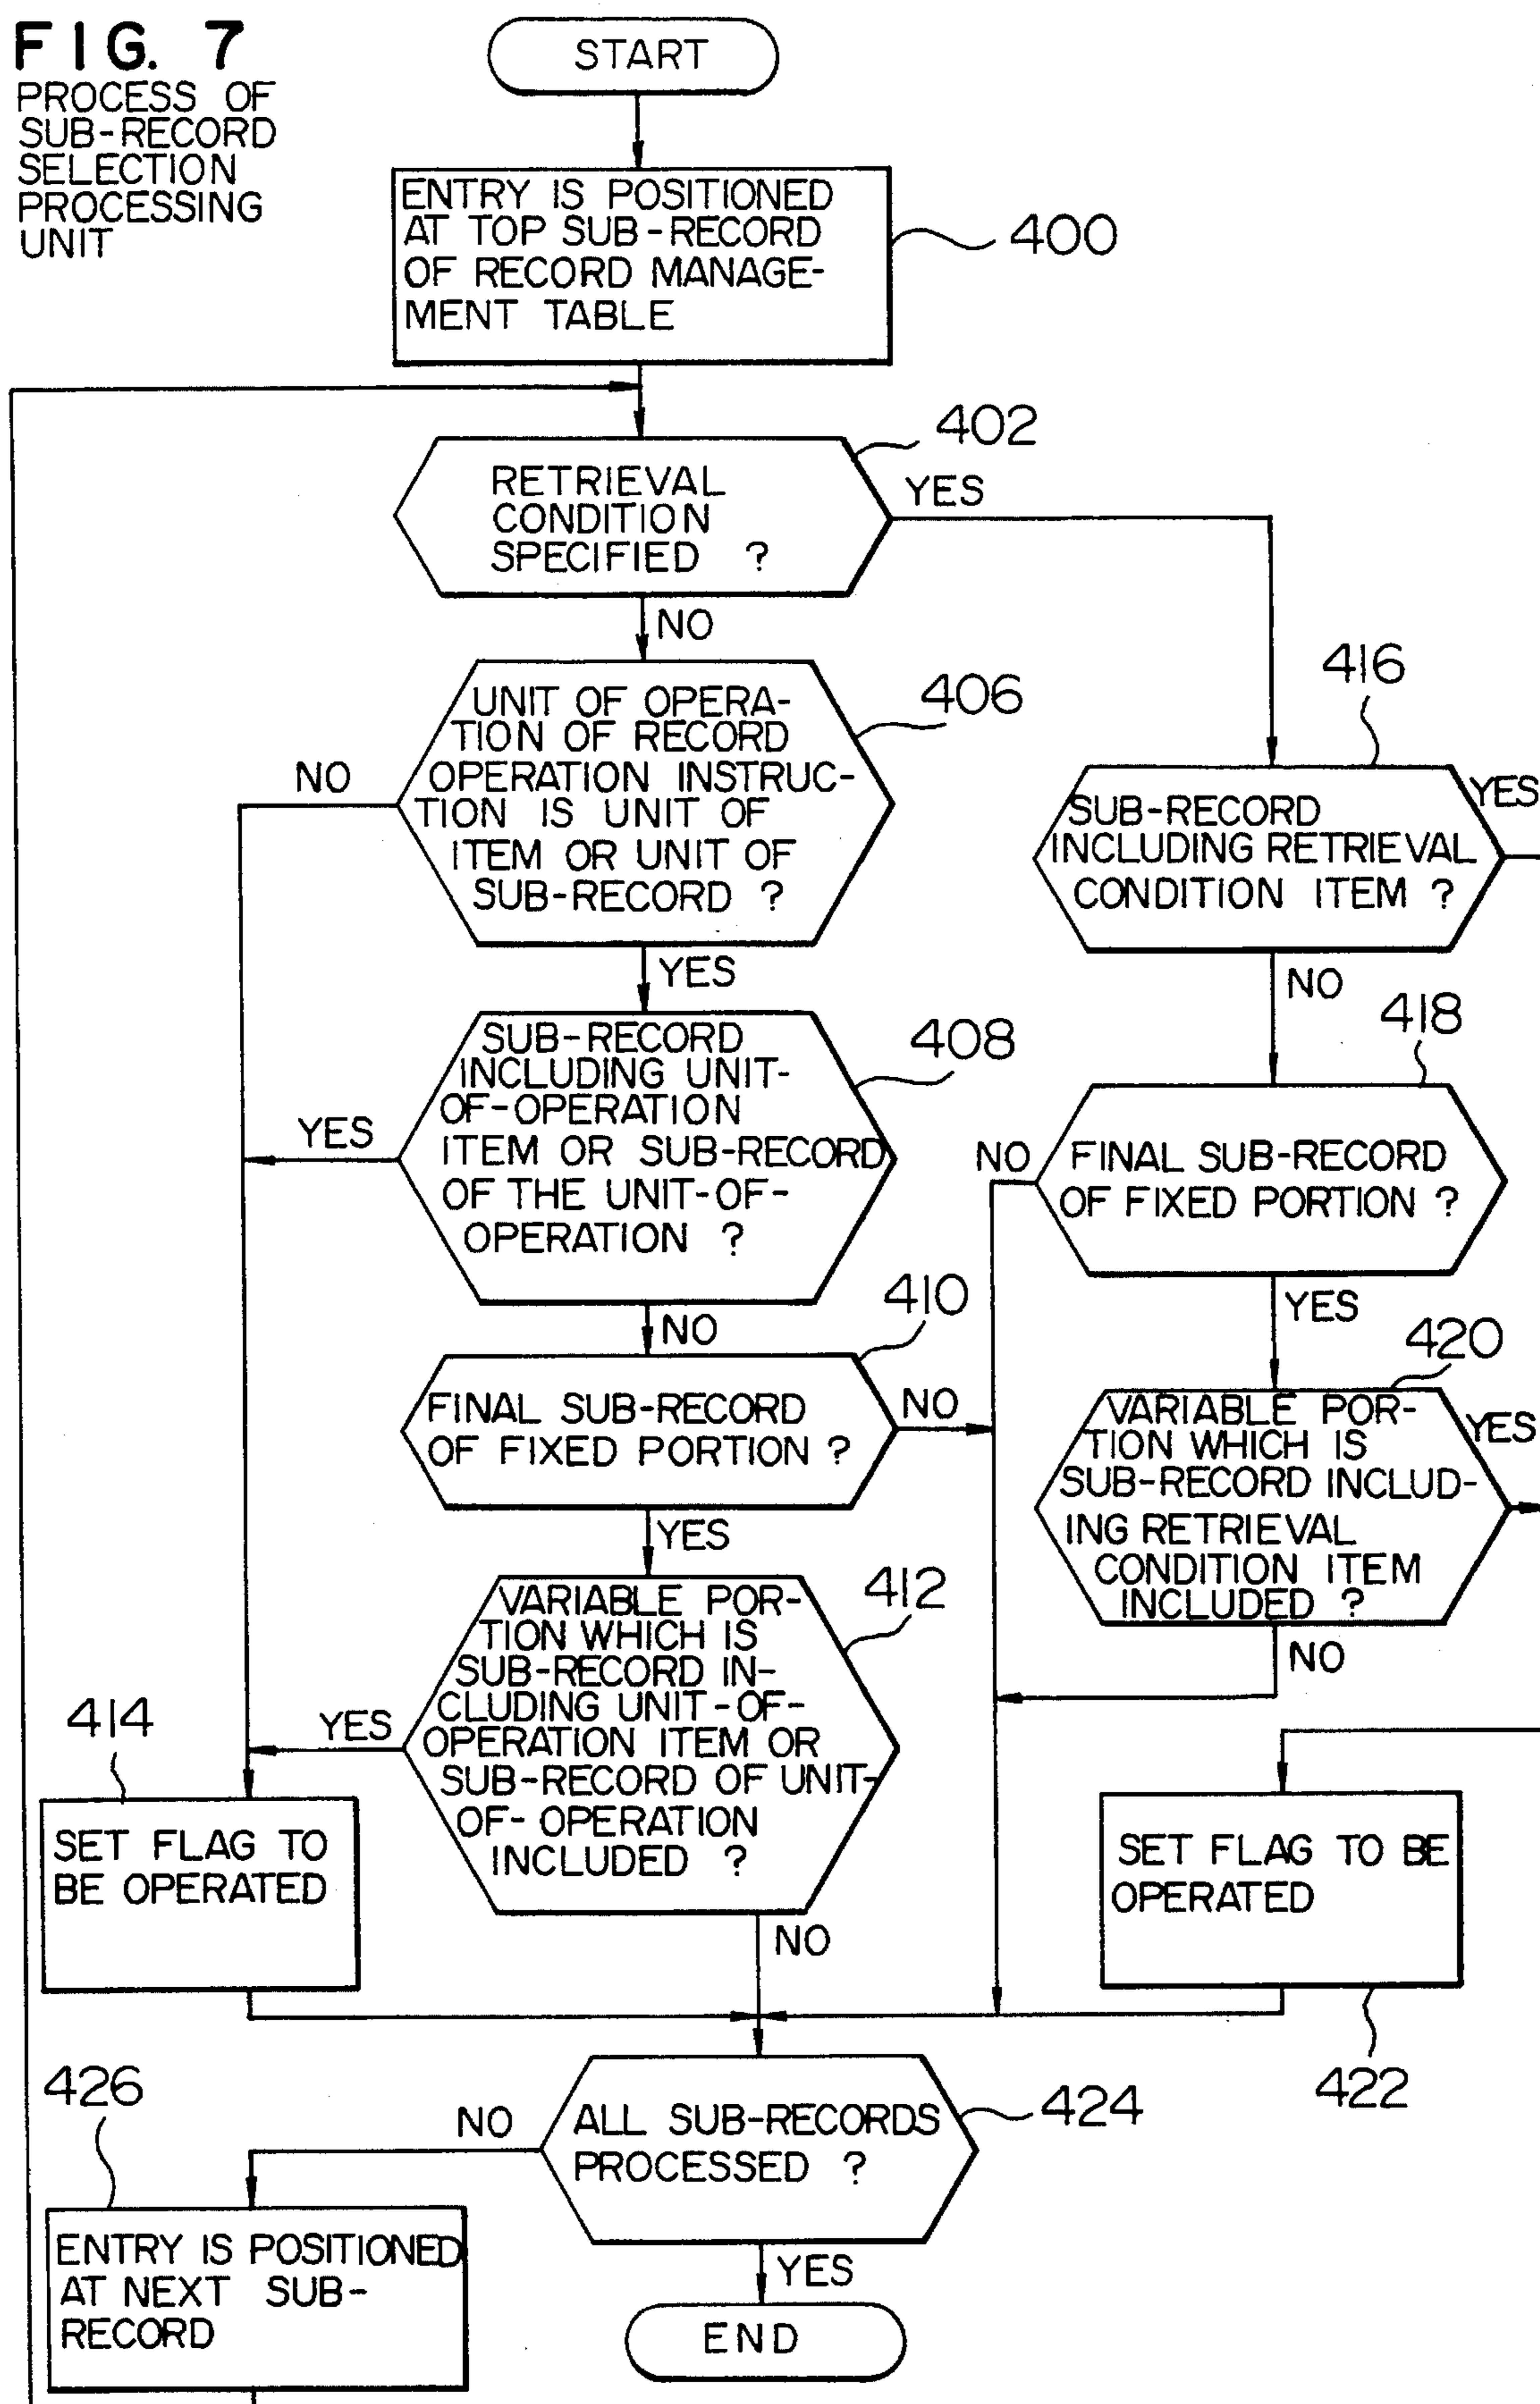 FIG. 7
PROCESS OF
SUB-RECORD
SELECTION
PROCESSING
UNIT
START
ENTRY IS POSITIONED
AT TOP SUB-RECORD
OF RECORD MANAGE-
MENT TABLE
400
402
RETRIEVAL
CONDITION
SPECIFIED ?
YES
NO
406
UNIT OF OPERA-
TION OF RECORD
OPERATION INSTRUC-
TION IS UNIT OF
ITEM OR UNIT OF
SUB-RECORD ?
NO
YES
416
SUB-RECORD
INCLUDING RETRIEVAL
CONDITION ITEM ?
YES
NO
408
SUB-RECORD
INCLUDING UNIT-
OF-OPERATION
ITEM OR SUB-RECORD
OF THE UNIT-OF-
OPERATION ?
YES
NO
418
FINAL SUB-RECORD
OF FIXED PORTION ?
NO
YES
410
FINAL SUB-RECORD
OF FIXED PORTION ?
NO
YES
420
VARIABLE POR-
TION WHICH IS
SUB-RECORD INCLUD-
ING RETRIEVAL
CONDITION ITEM
INCLUDED ?
YES
NO
412
VARIABLE POR-
TION WHICH IS
SUB-RECORD IN-
CLUDING UNIT-OF-
OPERATION ITEM OR
SUB-RECORD OF UNIT-
OF-OPERATION
INCLUDED ?
YES
NO
414
SET FLAG TO
BE OPERATED
SET FLAG TO BE
OPERATED
422
424
ALL SUB-RECORDS
PROCESSED ?
NO
YES
426
ENTRY IS POSITIONED
AT NEXT SUB-
RECORD
END